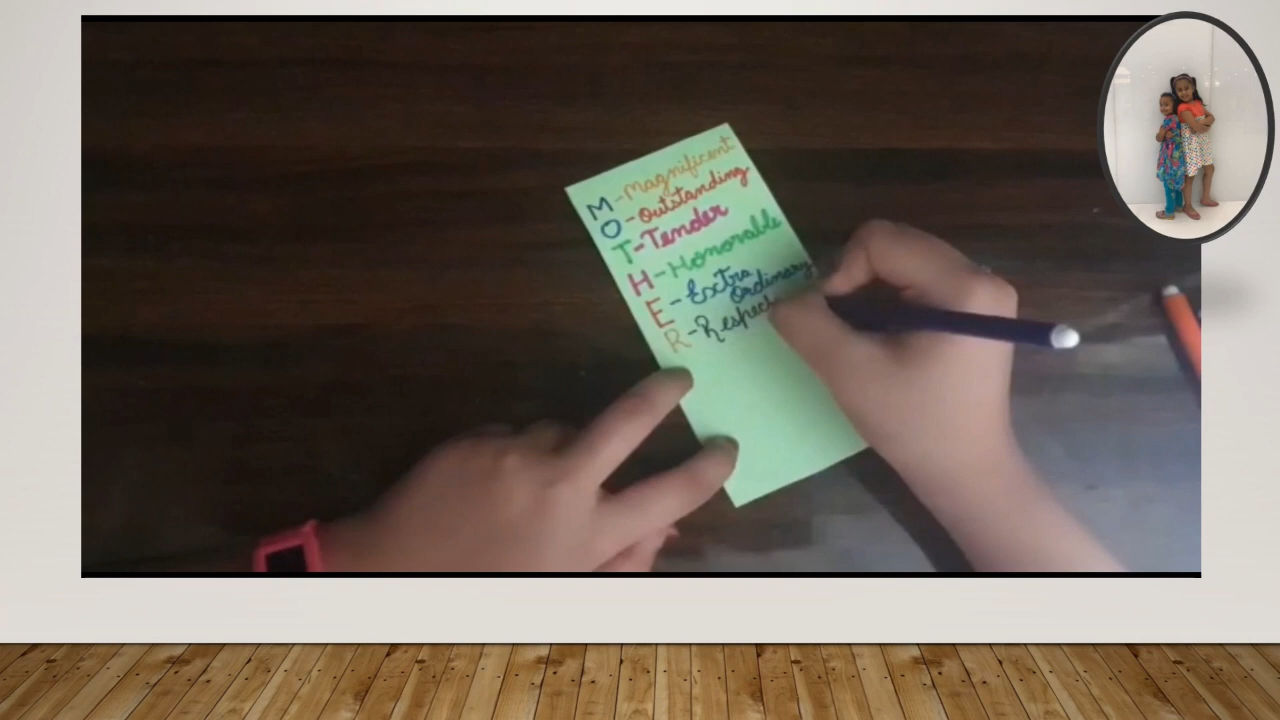 M - Magnificent
O - Outstanding
T - Tender
H - Honorable
E - Extra
Ordinary
R - Respect